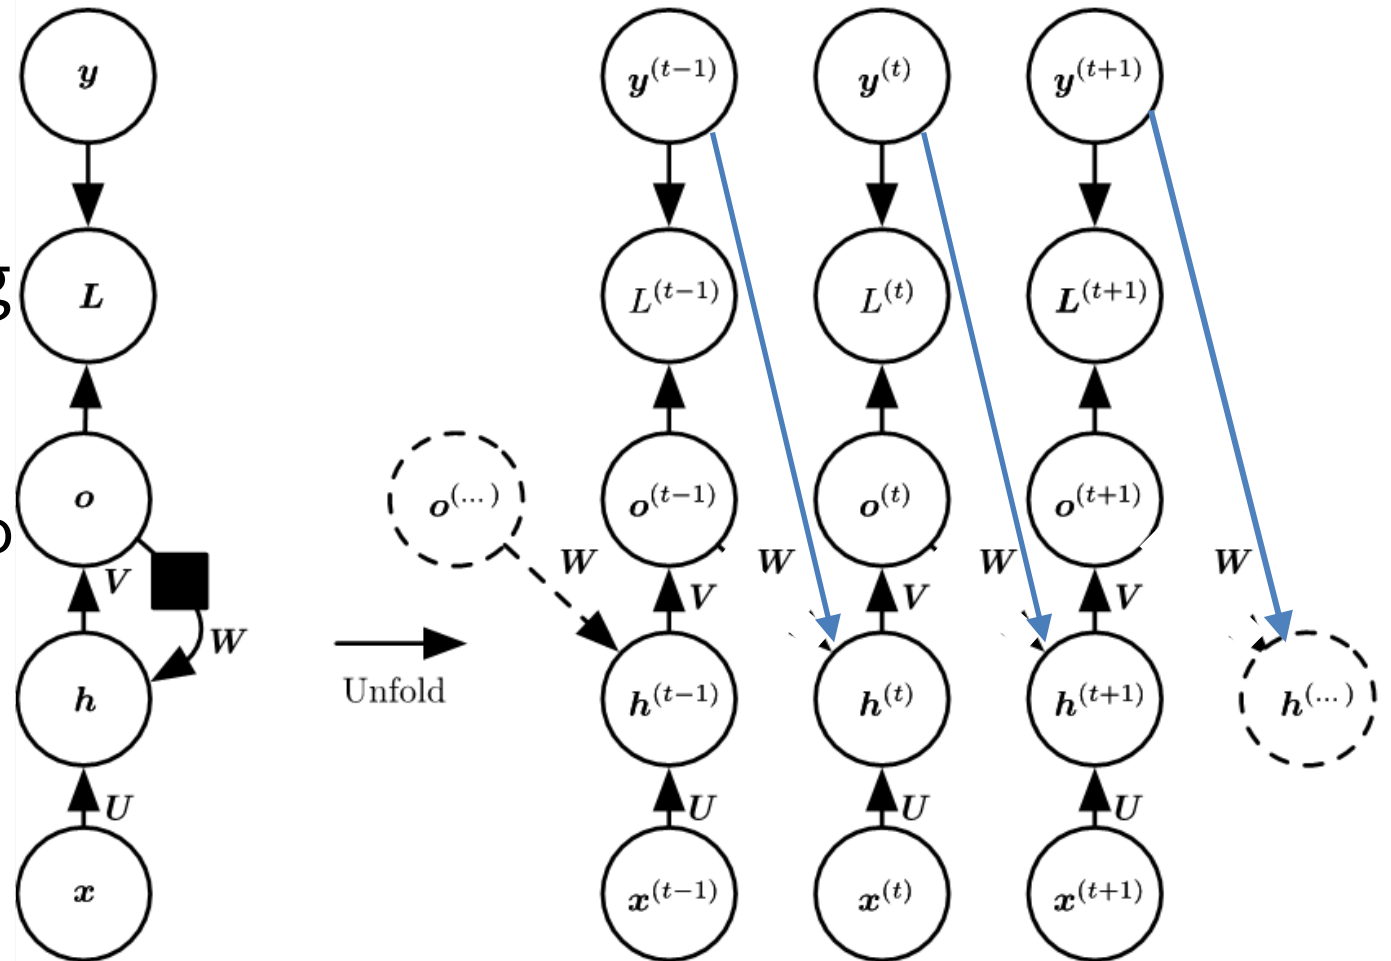 y y^(t−1) y^(t) y^(t+1)
g
L L^(t−1) L^(t) L^(t+1)
o o^(...) o^(t−1) o^(t) o^(t+1)
W W W W
V V V V
W
Unfold
h h^(t−1) h^(t) h^(t+1) h^(...)
U U U U
x x^(t−1) x^(t) x^(t+1)